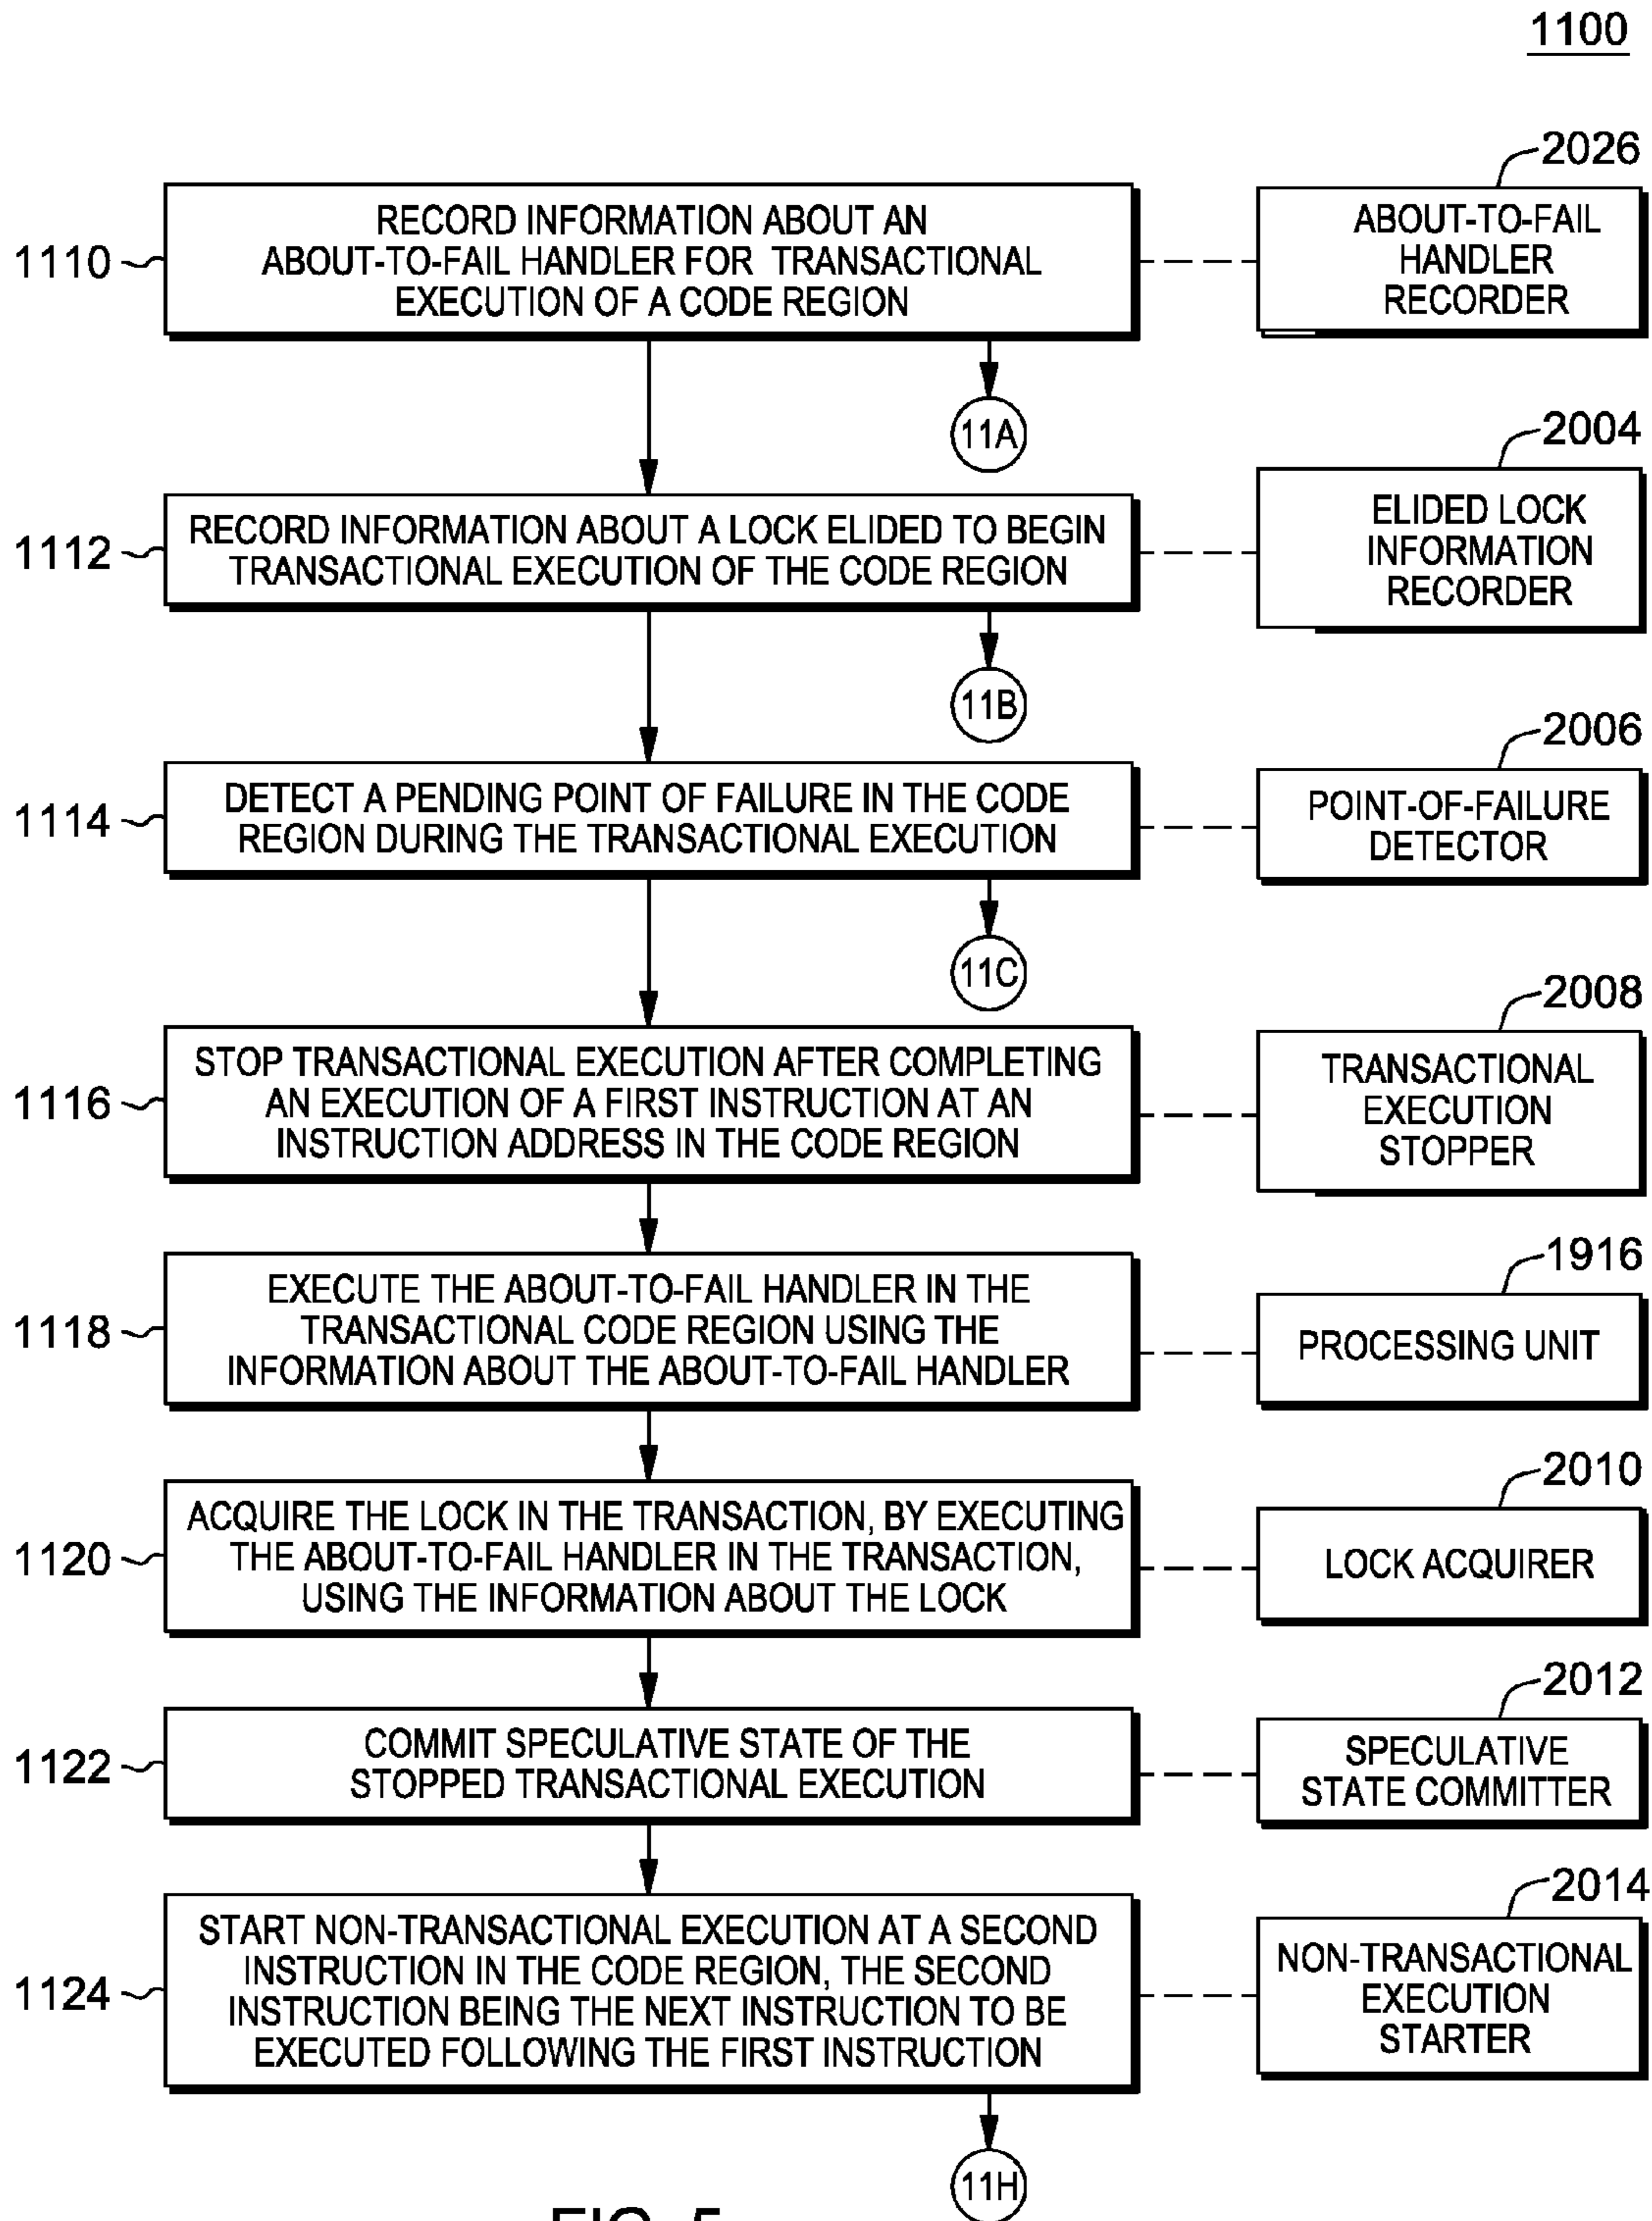 1100
1110
RECORD INFORMATION ABOUT AN
ABOUT-TO-FAIL HANDLER FOR TRANSACTIONAL
EXECUTION OF A CODE REGION
2026
ABOUT-TO-FAIL
HANDLER
RECORDER
11A
1112
RECORD INFORMATION ABOUT A LOCK ELIDED TO BEGIN
TRANSACTIONAL EXECUTION OF THE CODE REGION
2004
ELIDED LOCK
INFORMATION
RECORDER
11B
1114
DETECT A PENDING POINT OF FAILURE IN THE CODE
REGION DURING THE TRANSACTIONAL EXECUTION
2006
POINT-OF-FAILURE
DETECTOR
11C
1116
STOP TRANSACTIONAL EXECUTION AFTER COMPLETING
AN EXECUTION OF A FIRST INSTRUCTION AT AN
INSTRUCTION ADDRESS IN THE CODE REGION
2008
TRANSACTIONAL
EXECUTION
STOPPER
1118
EXECUTE THE ABOUT-TO-FAIL HANDLER IN THE
TRANSACTIONAL CODE REGION USING THE
INFORMATION ABOUT THE ABOUT-TO-FAIL HANDLER
1916
PROCESSING UNIT
1120
ACQUIRE THE LOCK IN THE TRANSACTION, BY EXECUTING
THE ABOUT-TO-FAIL HANDLER IN THE TRANSACTION,
USING THE INFORMATION ABOUT THE LOCK
2010
LOCK ACQUIRER
1122
COMMIT SPECULATIVE STATE OF THE
STOPPED TRANSACTIONAL EXECUTION
2012
SPECULATIVE
STATE COMMITTER
1124
START NON-TRANSACTIONAL EXECUTION AT A SECOND
INSTRUCTION IN THE CODE REGION, THE SECOND
INSTRUCTION BEING THE NEXT INSTRUCTION TO BE
EXECUTED FOLLOWING THE FIRST INSTRUCTION
2014
NON-TRANSACTIONAL
EXECUTION
STARTER
11H
FIG. 5